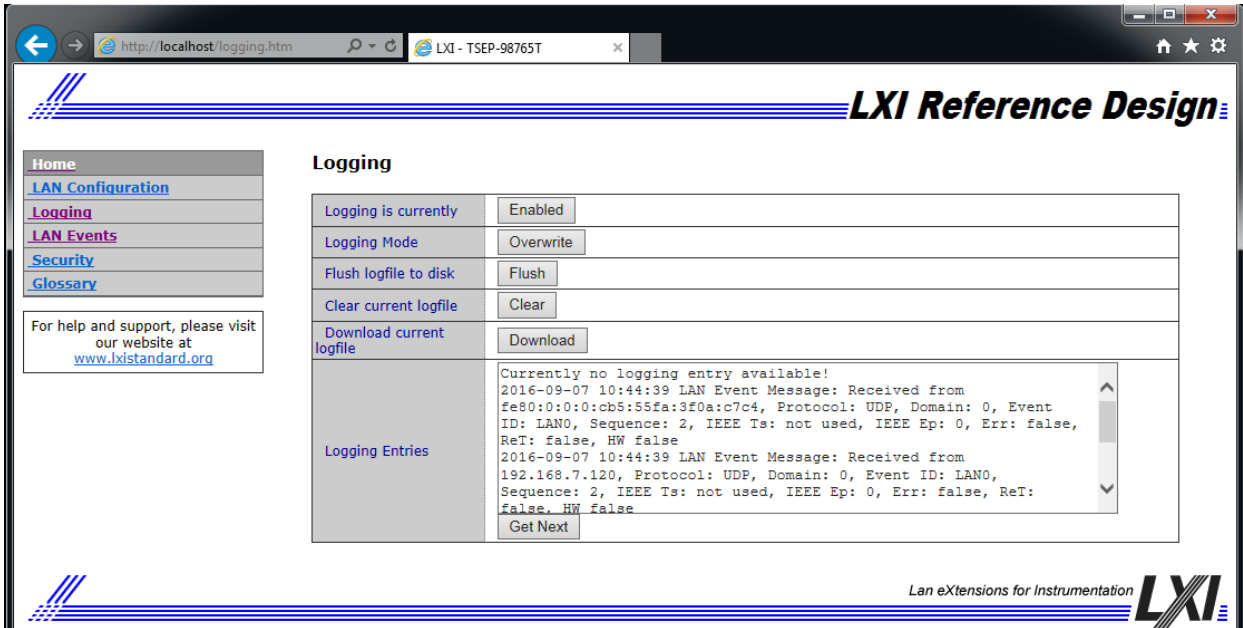 http://localhost/logging.htm
LXI - TSEP-98765T
LXI Reference Design
Home
LAN Configuration
Logging
LAN Events
Security
Glossary
For help and support, please visit
our website at
www.lxistandard.org
Logging
Logging is currently
Enabled
Logging Mode
Overwrite
Flush logfile to disk
Flush
Clear current logfile
Clear
Download current
logfile
Download
Logging Entries
Currently no logging entry available!
2016-09-07 10:44:39 LAN Event Message: Received from
fe80:0:0:0:cb5:55fa:3f0a:c7c4, Protocol: UDP, Domain: 0, Event
ID: LAN0, Sequence: 2, IEEE Ts: not used, IEEE Ep: 0, Err: false,
ReT: false, HW false
2016-09-07 10:44:39 LAN Event Message: Received from
192.168.7.120, Protocol: UDP, Domain: 0, Event ID: LAN0,
Sequence: 2, IEEE Ts: not used, IEEE Ep: 0, Err: false, ReT:
false, HW false
Get Next
Lan eXtensions for Instrumentation
LXI